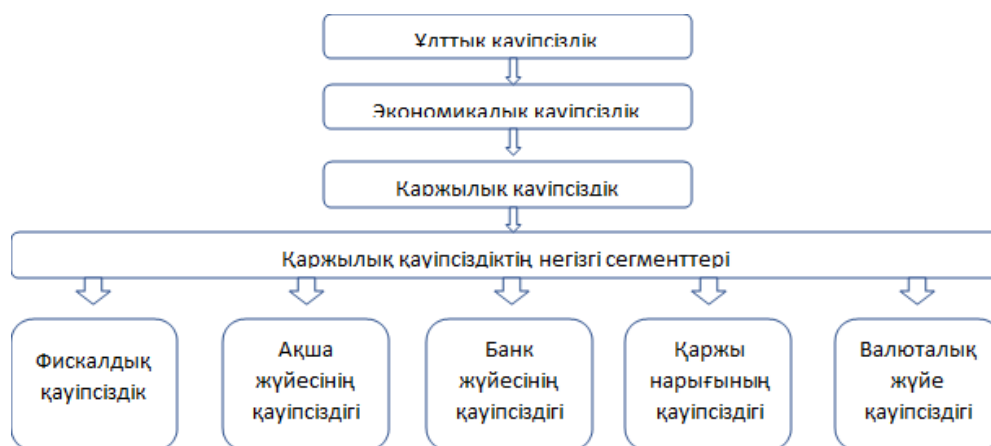 Ұлттық қауіпсіздік
Экономикалық қауіпсіздік
Қаржылық қауіпсіздік
Қаржылық қауіпсіздіктің негізгі сегменттері
Фискалдық
қауіпсіздік
Ақша
жүйесінің
қауіпсіздігі
Банк
жүйесінің
қауіпсіздігі
Қаржы
нарығының
қауіпсіздігі
Валюталық
жүйе
қауіпсіздігі